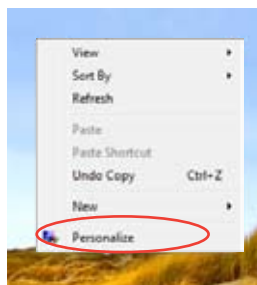 View
Sort By
Refresh
Paste
Paste Shortcut
Undo Copy Ctrl+Z
New
Personalize